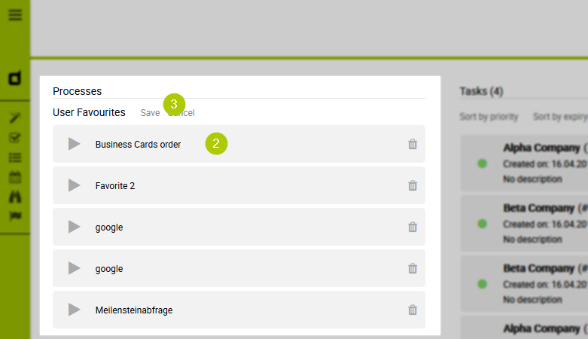 Processes
User Favourites Save Cancel
3
Business Cards order
2
Favorite 2
google
google
Meilensteinabfrage
Tasks (4)
Sort by priority Sort by expiry
Alpha Company (
Created on: 16.04.20
No description
Beta Company (#
Created on: 16.04.20
No description
Beta Company (#
Created on: 16.04.20
No description
Alpha Company (